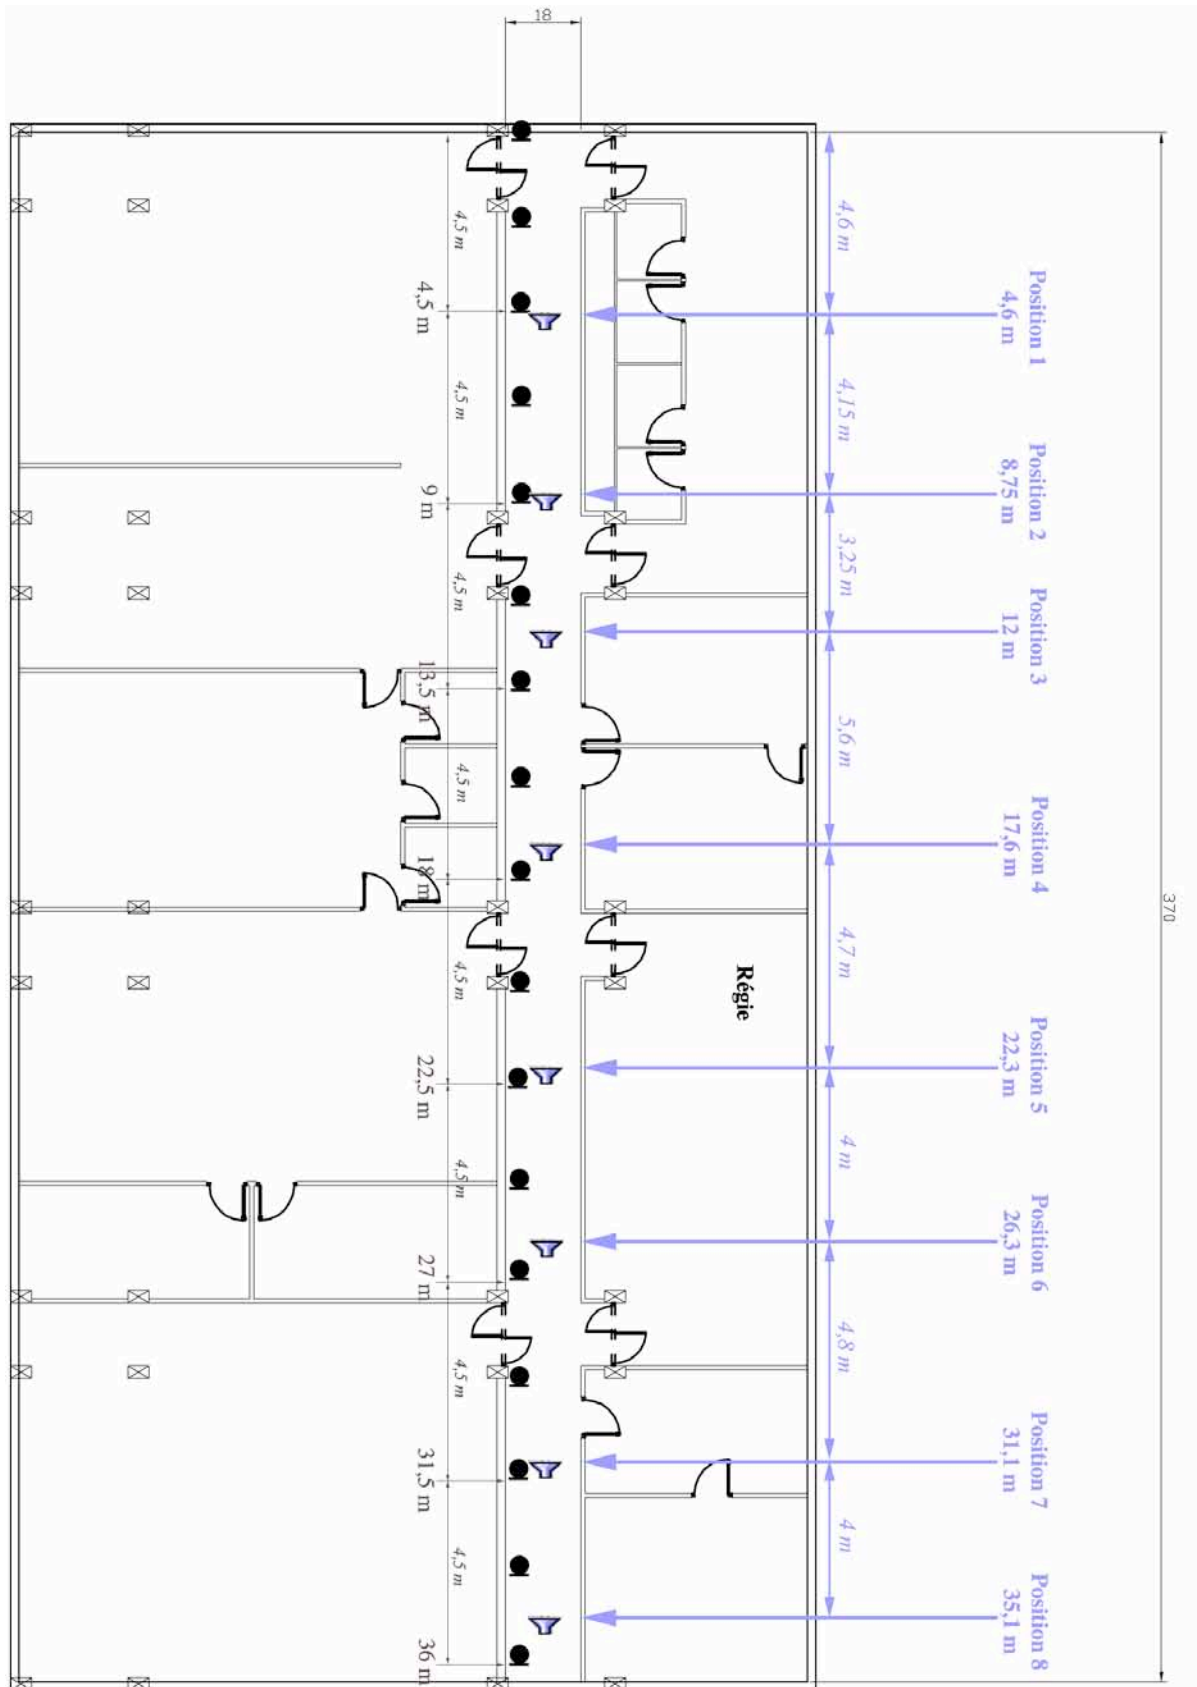 18
370
Position 1
4,6 m
Position 2
8,75 m
Position 3
12 m
Position 4
17,6 m
Position 5
22,3 m
Position 6
26,3 m
Position 7
31,1 m
Position 8
35,1 m
4,6 m
4,15 m
3,25 m
5,6 m
4,7 m
4 m
4,8 m
4 m
Régie
4,5 m
4,5 m
4,5 m
4,5 m
4,5 m
4,5 m
4,5 m
4,5 m
4,5 m
9 m
13,5 m
18 m
22,5 m
27 m
31,5 m
36 m